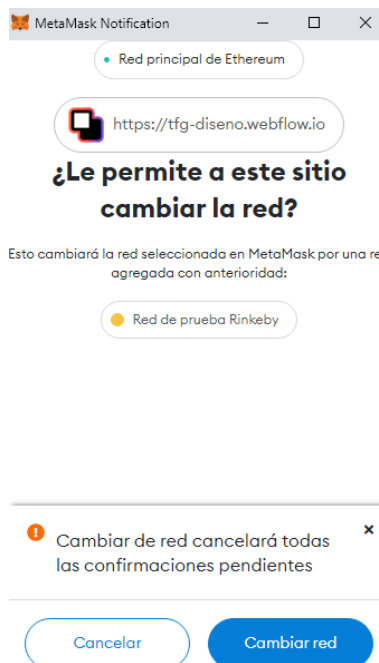 MetaMask Notification
Red principal de Ethereum
https://tfg-diseno.webflow.io
¿Le permite a este sitio
cambiar la red?
Esto cambiará la red seleccionada en MetaMask por una re
agregada con anterioridad:
Red de prueba Rinkeby
Cambiar de red cancelará todas
las confirmaciones pendientes
Cancelar
Cambiar red